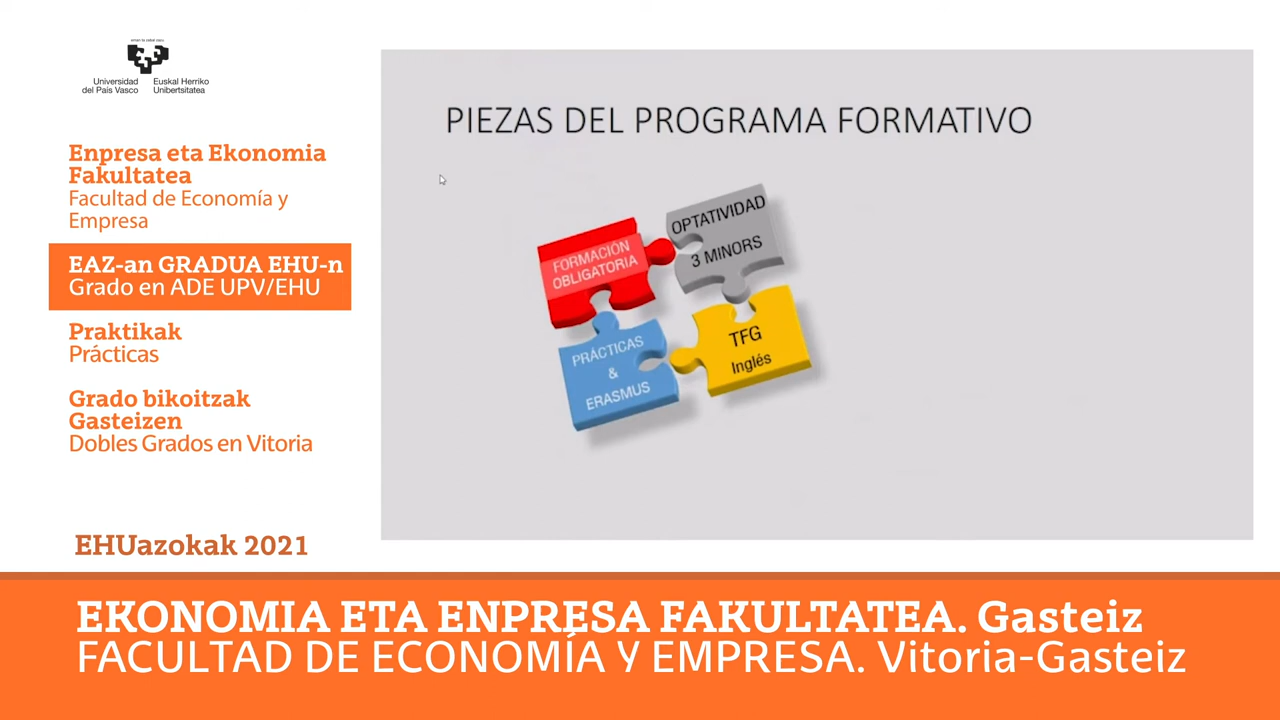 eman ta zabal zazu
Universidad
del País Vasco
Euskal Herriko
Unibertsitatea
Enpresa eta Ekonomia
Fakultatea
Facultad de Economía y
Empresa
EAZ-an GRADUA EHU-n
Grado en ADE UPV/EHU
Praktikak
Prácticas
Grado bikoitzak
Gasteizen
Dobles Grados en Vitoria
EHUazokak 2021
PIEZAS DEL PROGRAMA FORMATIVO
FORMACIÓN
OBLIGATORIA
OPTATIVIDAD
3 MINORS
PRÁCTICAS
&
ERASMUS
TFG
Inglés
EKONOMIA ETA ENPRESA FAKULTATEA. Gasteiz
FACULTAD DE ECONOMÍA Y EMPRESA. Vitoria-Gasteiz